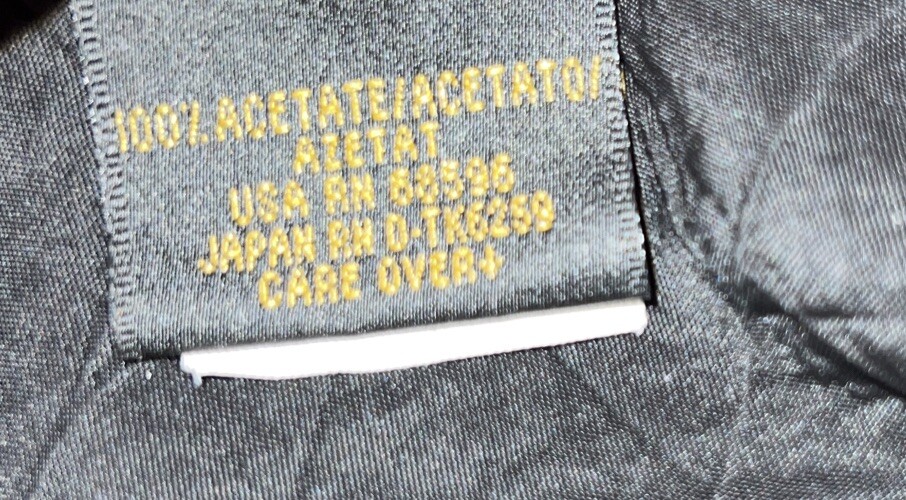 100% ACETATE/ACETATO/
AZETAT
USA RN 68596
JAPAN RN D-TK6259
CARE OVER+